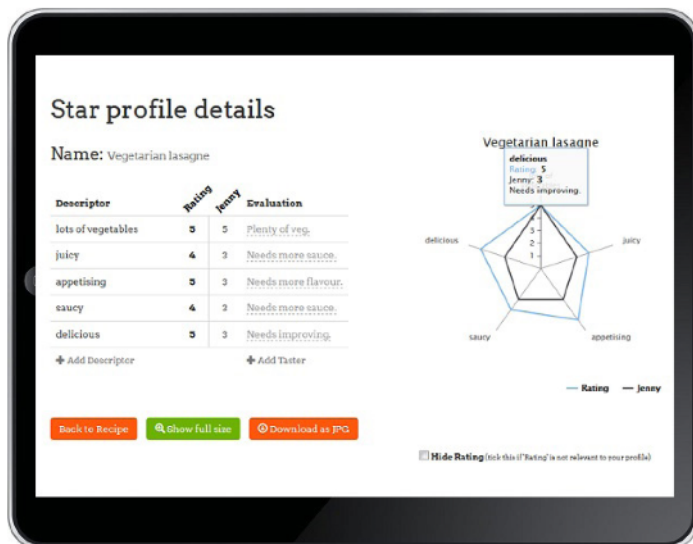 Star profile details
Name: Vegetarian lasagne
Descriptor Rating Jenny Evaluation
lots of vegetables 5 5 Plenty of veg.
juicy 4 3 Needs more sauce.
appetising 5 3 Needs more flavour.
saucy 4 3 Needs more sauce.
delicious 5 3 Needs improving.
Add Descriptor Add Taster
Back to Recipe Show full size Download as JPG
Vegetarian lasagne
delicious
Rating: 5
Jenny: 3
Needs improving.
4
3
2
1
delicious
juicy
saucy
appetising
Rating Jenny
Hide Rating (tick this if 'Rating' is not relevant to your profile)